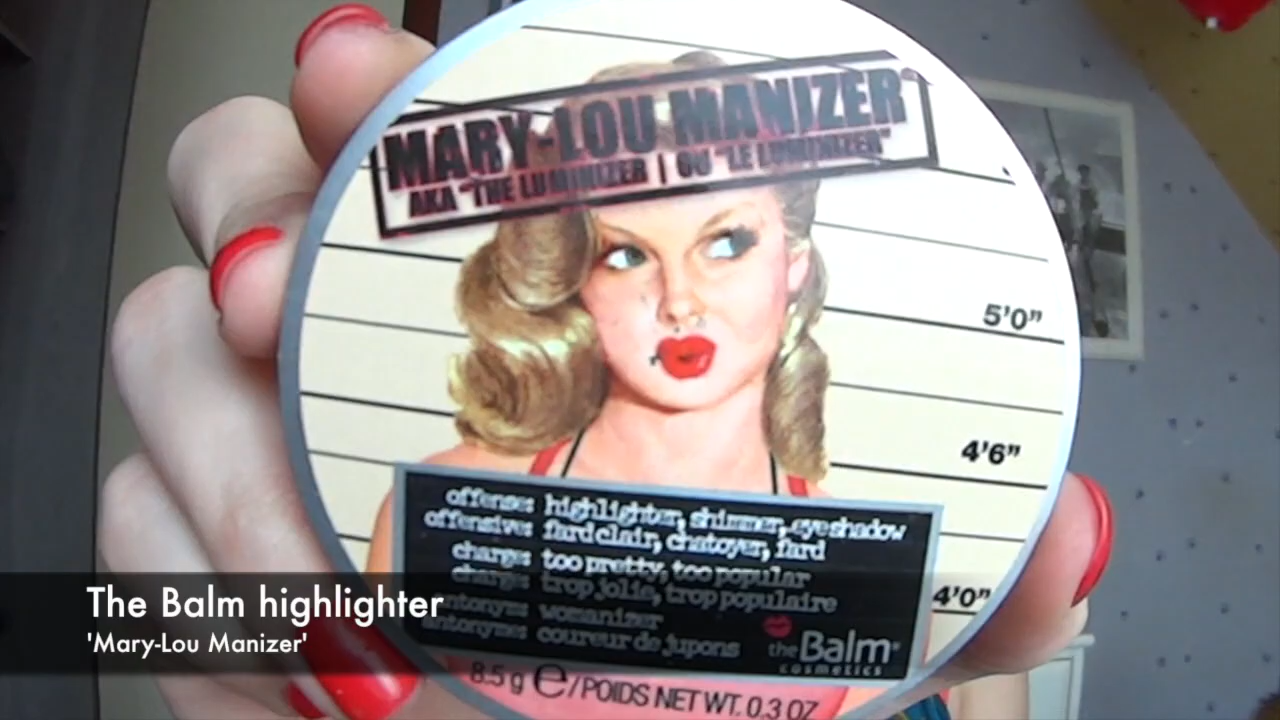 MARY-LOU MANIZER®
AKA "THE LUMINIZER | OU "LE LUMINIZER"
5'0"
4'6"
4'0"
offense: highlighter, shimmer, eyeshadow
offensive: fard clair, chatoyer, fard
charge: too pretty, too popular
charge: trop jolie, trop populaire
antonyms: womanizer
antonymes: coureur de jupons
theBalm®
cosmetics
8.5 g ℮/POIDS NET WT. 0.3 OZ
The Balm highlighter
'Mary-Lou Manizer'